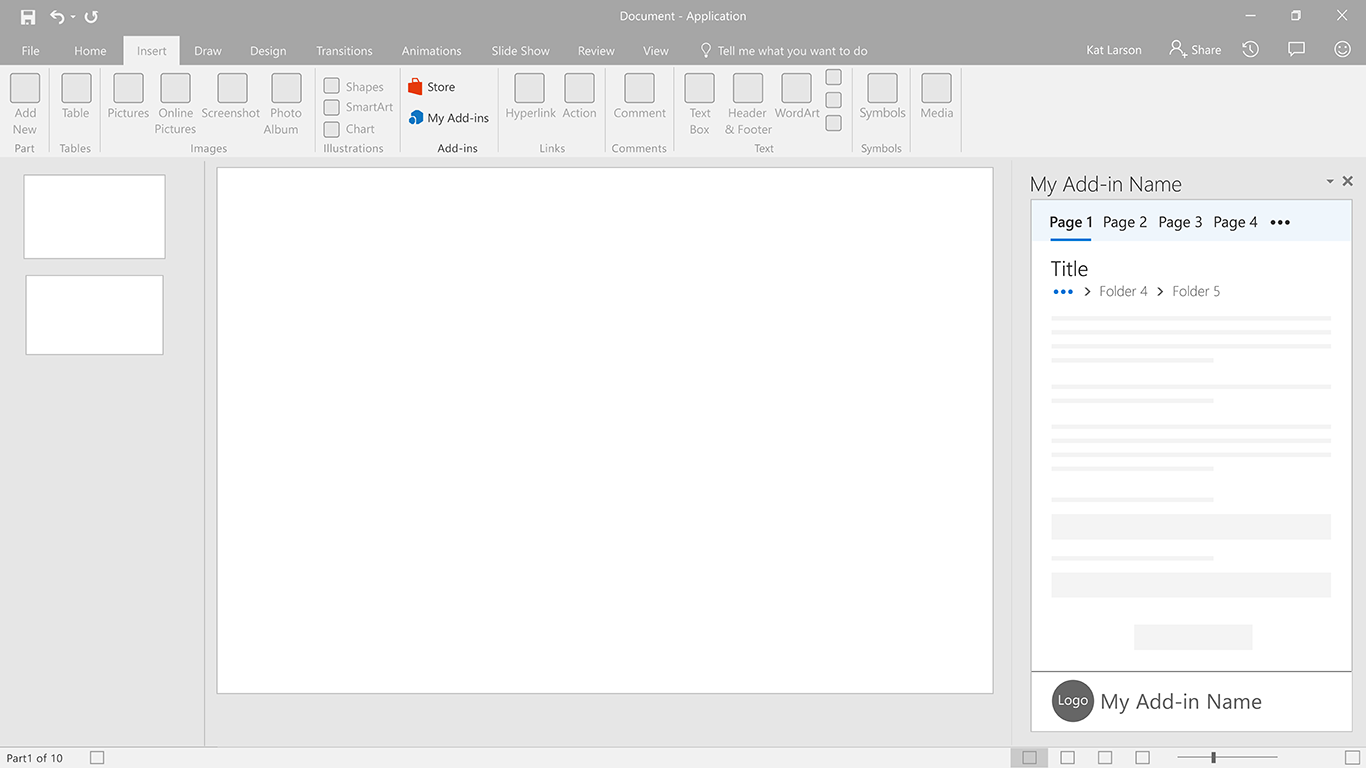 Document - Application
File Home Insert Draw Design Transitions Animations Slide Show Review View Tell me what you want to do Kat Larson Share
Add New
Table
Pictures
Online Pictures
Screenshot
Photo Album
Shapes
SmartArt
Chart
Store
My Add-ins
Hyperlink
Action
Comment
Text Box
Header & Footer
WordArt
Symbols
Media
Part Tables Images Illustrations Add-ins Links Comments Text Symbols
My Add-in Name
Page 1 Page 2 Page 3 Page 4 •••
Title
••• > Folder 4 > Folder 5
Logo My Add-in Name
Part1 of 10